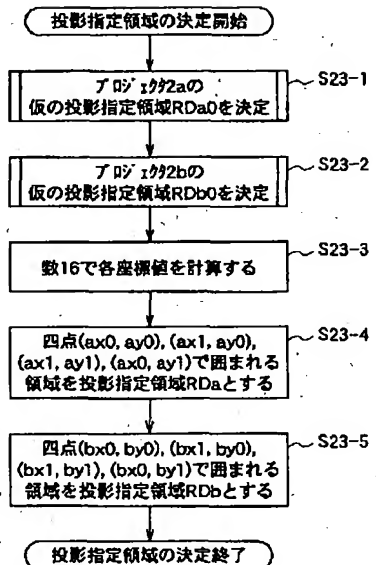 投影指定領域の決定開始
S23-1
プロジェクタ2aの
仮の投影指定領域RDa0を決定
S23-2
プロジェクタ2bの
仮の投影指定領域RDb0を決定
S23-3
数16で各座標値を計算する
S23-4
四点(ax0, ay0), (ax1, ay0),
(ax1, ay1), (ax0, ay1)で囲まれる
領域を投影指定領域RDaとする
S23-5
四点(bx0, by0), (bx1, by0),
(bx1, by1), (bx0, by1)で囲まれる
領域を投影指定領域RDbとする
投影指定領域の決定終了